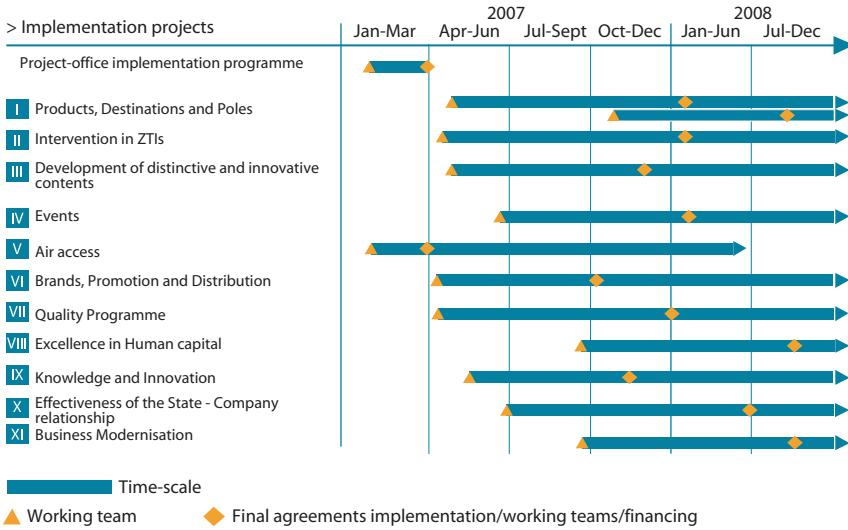 2007 2008
> Implementation projects Jan-Mar Apr-Jun Jul-Sept Oct-Dec Jan-Jun Jul-Dec
Project-office implementation programme
I Products, Destinations and Poles
II Intervention in ZTIs
III Development of distinctive and innovative
contents
IV Events
V Air access
VI Brands, Promotion and Distribution
VII Quality Programme
VIII Excellence in Human capital
IX Knowledge and Innovation
X Effectiveness of the State - Company
relationship
XI Business Modernisation
Time-scale
Working team Final agreements implementation/working teams/financing